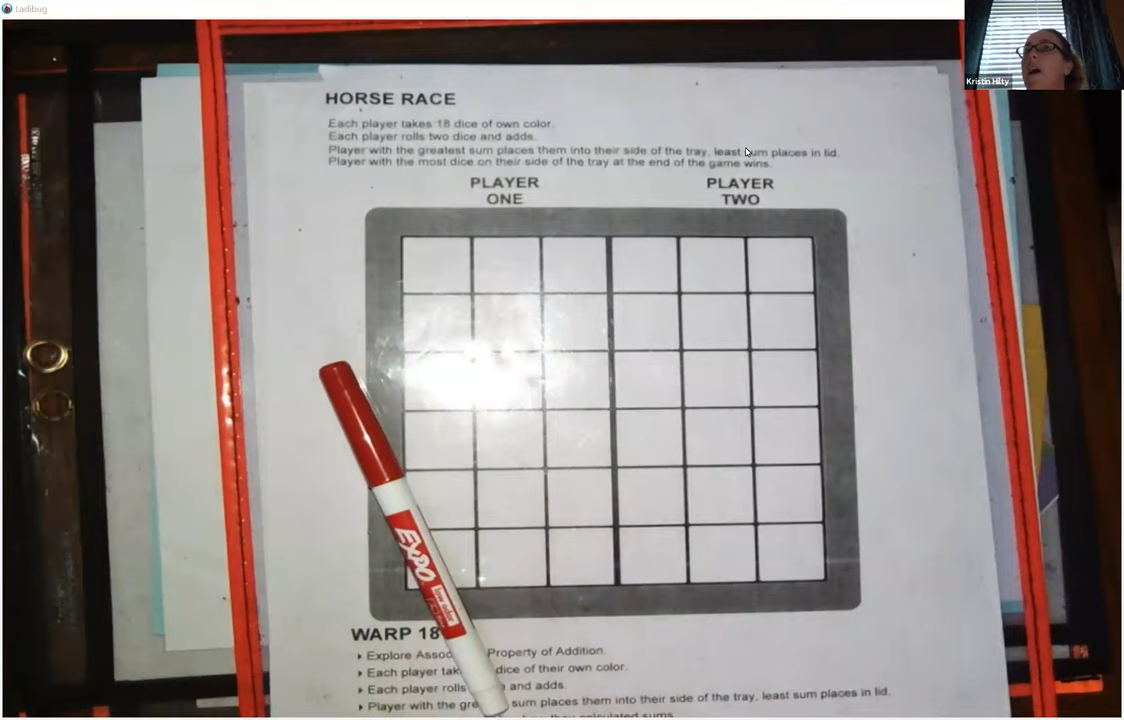 Ladibug
Kristin Hilty
HORSE RACE
Each player takes 18 dice of own color.
Each player rolls two dice and adds.
Player with the greatest sum places them into their side of the tray, least sum places in lid.
Player with the most dice on their side of the tray at the end of the game wins.
PLAYER ONE
PLAYER TWO
EXPO
low odor
WARP 18
Explore Assoc Property of Addition.
Each player tak dice of their own color.
Each player rolls and adds.
Player with the gre sum places them into their side of the tray, least sum places in lid.
they calculated sums